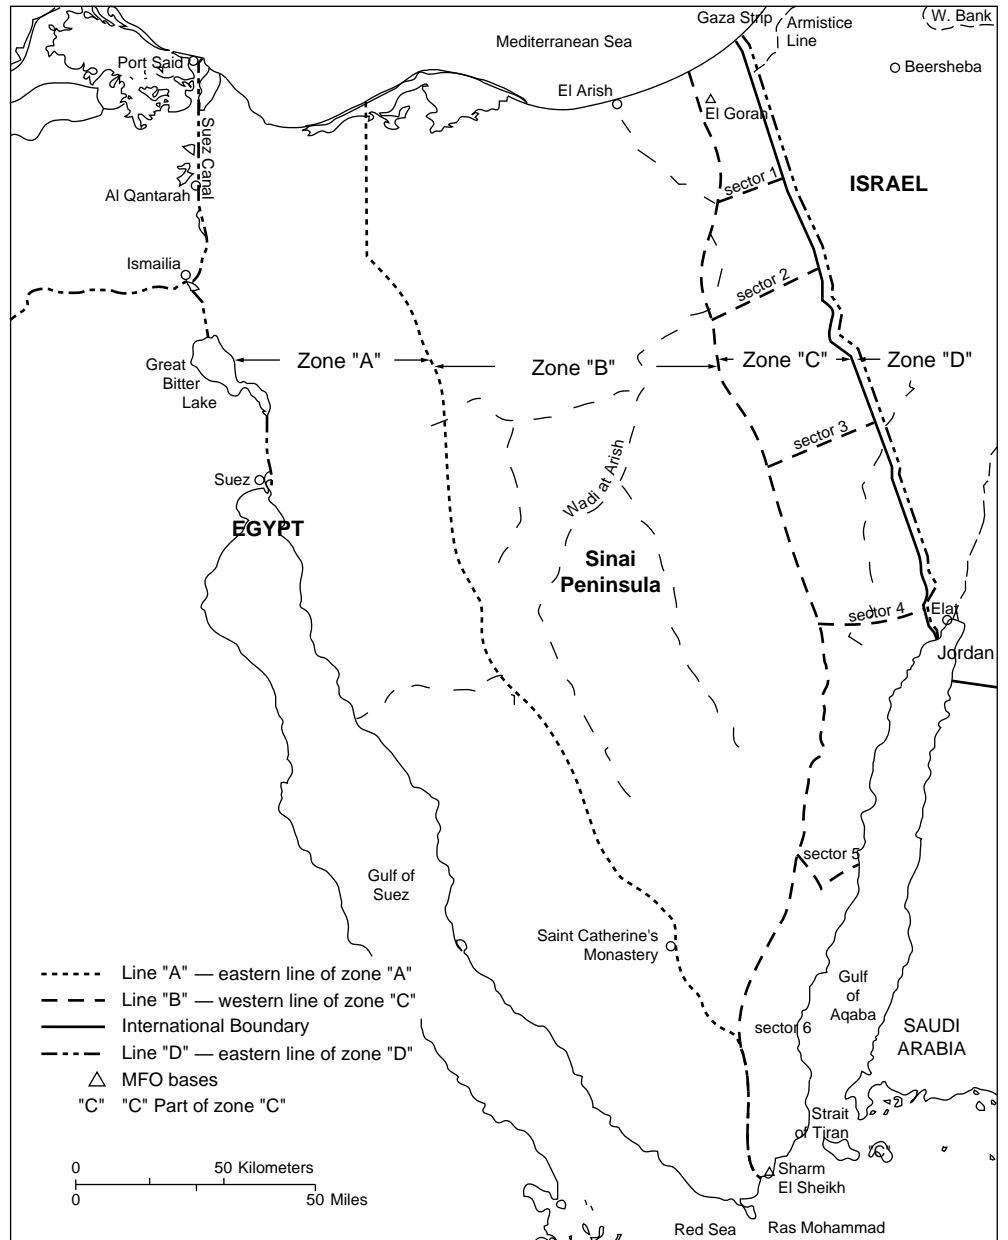 Gaza Strip
Armistice
Line
W. Bank
Mediterranean Sea
Port Said
Beersheba
El Arish
El Gorah
Suez Canal
Al Qantarah
sector 1
ISRAEL
Ismailia
sector 2
Great
Bitter
Lake
Zone "A"
Zone "B"
Zone "C"
Zone "D"
sector 3
Wadi at Arish
Suez
EGYPT
Sinai
Peninsula
sector 4
Elat
Jordan
sector 5
Gulf of
Suez
Saint Catherine's
Monastery
Gulf
of
Aqaba
sector 6
SAUDI
ARABIA
Line "A" — eastern line of zone "A"
Line "B" — western line of zone "C"
International Boundary
Line "D" — eastern line of zone "D"
MFO bases
"C" "C" Part of zone "C"
Strait
of Tiran
"C"
0 50 Kilometers
0 50 Miles
Sharm
El Sheikh
Red Sea
Ras Mohammad